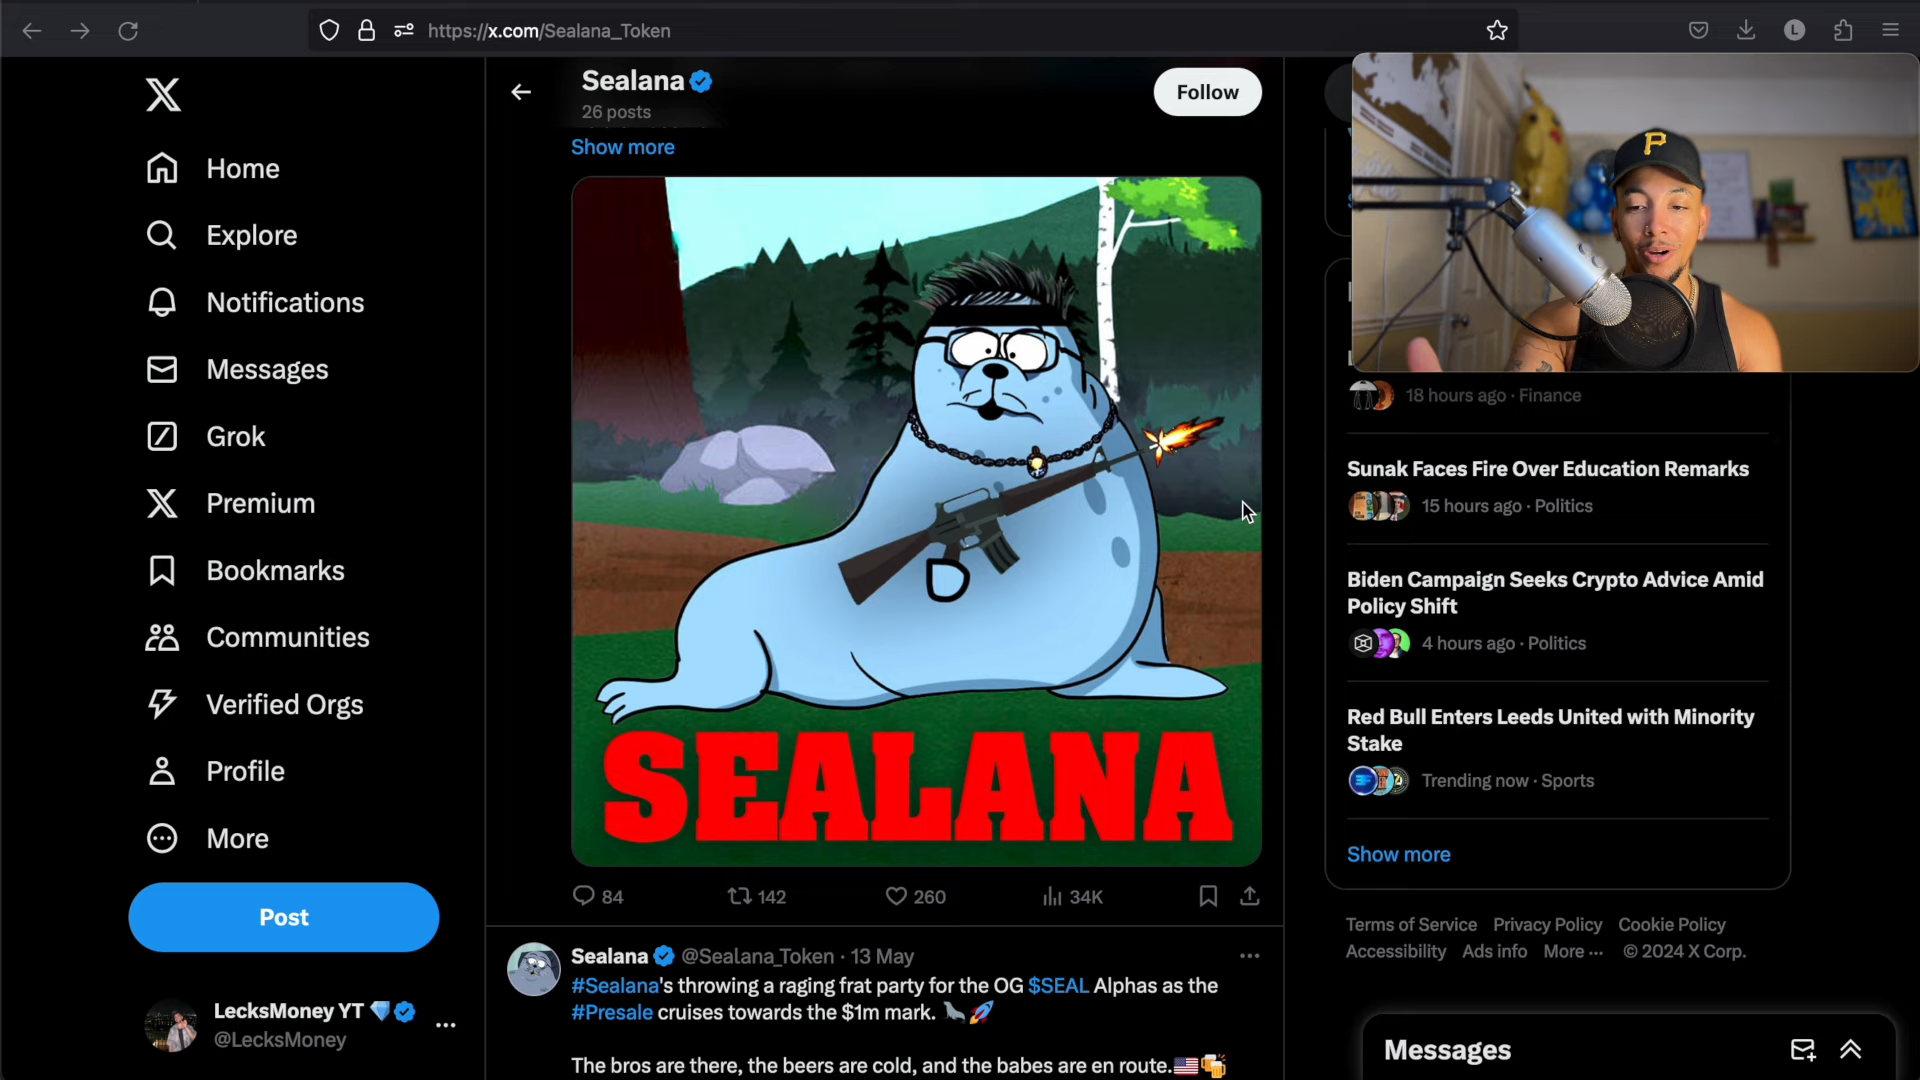 https://x.com/Sealana_Token
Home
Explore
Notifications
Messages
Grok
Premium
Bookmarks
Communities
Verified Orgs
Profile
More
Post
LecksMoney YT
@LecksMoney
Sealana
26 posts
Follow
Show more
SEALANA
84
142
260
34K
Sealana @Sealana_Token · 13 May
#Sealana's throwing a raging frat party for the OG $SEAL Alphas as the
#Presale cruises towards the $1m mark.
The bros are there, the beers are cold, and the babes are en route.
P
L
18 hours ago · Finance
Sunak Faces Fire Over Education Remarks
15 hours ago · Politics
Biden Campaign Seeks Crypto Advice Amid
Policy Shift
4 hours ago · Politics
Red Bull Enters Leeds United with Minority
Stake
Trending now · Sports
Show more
Terms of Service Privacy Policy Cookie Policy
Accessibility Ads info More ··· © 2024 X Corp.
Messages